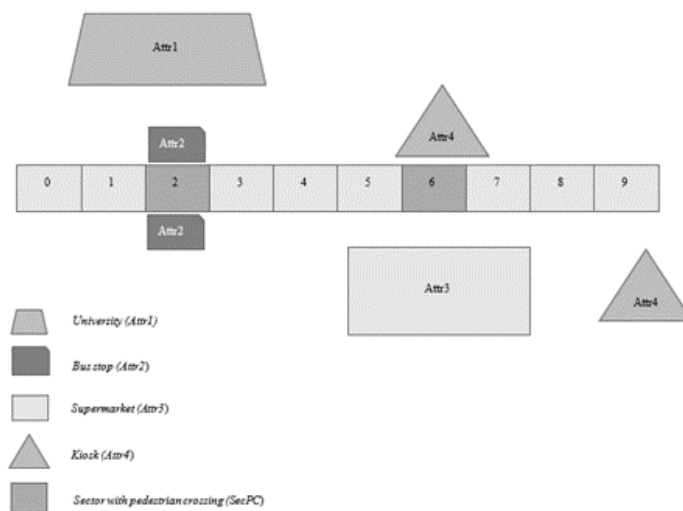 Attr1
Attr2
Attr4
0 1 2 3 4 5 6 7 8 9
Attr2
Attr3
Attr4
University (Attr1)
Bus stop (Attr2)
Supermarket (Attr3)
Kiosk (Attr4)
Sector with pedestrian crossing (SecPC)